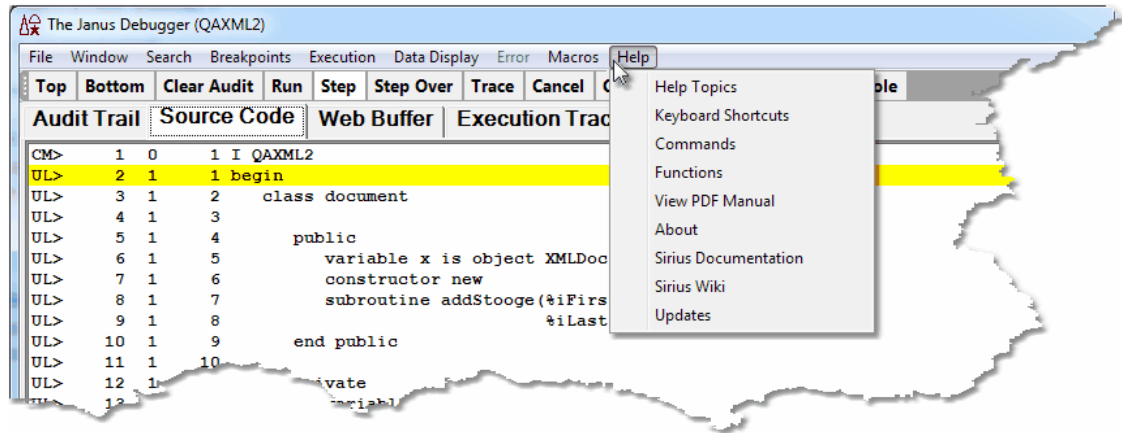 The Janus Debugger (QAXML2)
File Window Search Breakpoints Execution Data Display Error Macros Help
Top Bottom Clear Audit Run Step Step Over Trace Cancel
Audit Trail Source Code Web Buffer Execution
Help Topics
Keyboard Shortcuts
Commands
Functions
View PDF Manual
About
Sirius Documentation
Sirius Wiki
Updates
CM> 1 0 1 I QAXML2
UL> 2 1 1 begin
UL> 3 1 2 class document
UL> 4 1 3
UL> 5 1 4 public
UL> 6 1 5 variable x is object XMLDoc
UL> 7 1 6 constructor new
UL> 8 1 7 subroutine addStooge(%iFirs
UL> 9 1 8 %iLast
UL> 10 1 9 end public
UL> 11 1 10
UL> 12 1